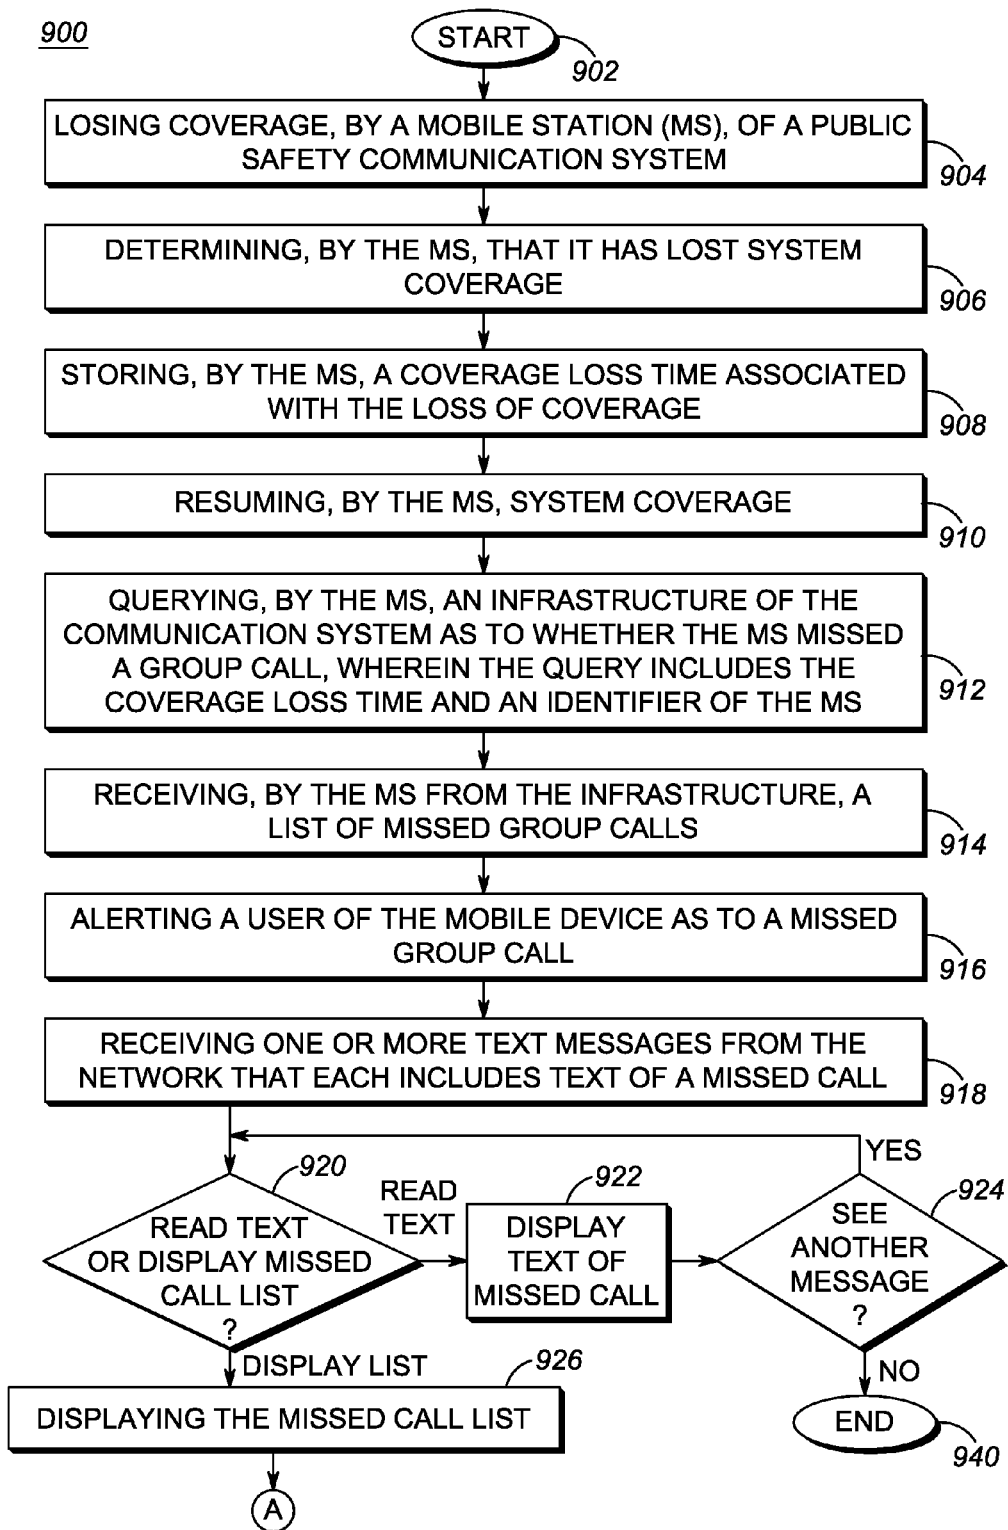 900
START
902
LOSING COVERAGE, BY A MOBILE STATION (MS), OF A PUBLIC
SAFETY COMMUNICATION SYSTEM
904
DETERMINING, BY THE MS, THAT IT HAS LOST SYSTEM
COVERAGE
906
STORING, BY THE MS, A COVERAGE LOSS TIME ASSOCIATED
WITH THE LOSS OF COVERAGE
908
RESUMING, BY THE MS, SYSTEM COVERAGE
910
QUERYING, BY THE MS, AN INFRASTRUCTURE OF THE
COMMUNICATION SYSTEM AS TO WHETHER THE MS MISSED
A GROUP CALL, WHEREIN THE QUERY INCLUDES THE
COVERAGE LOSS TIME AND AN IDENTIFIER OF THE MS
912
RECEIVING, BY THE MS FROM THE INFRASTRUCTURE, A
LIST OF MISSED GROUP CALLS
914
ALERTING A USER OF THE MOBILE DEVICE AS TO A MISSED
GROUP CALL
916
RECEIVING ONE OR MORE TEXT MESSAGES FROM THE
NETWORK THAT EACH INCLUDES TEXT OF A MISSED CALL
918
920
READ TEXT
OR DISPLAY MISSED
CALL LIST
?
READ
TEXT
922
DISPLAY
TEXT OF
MISSED CALL
YES
924
SEE
ANOTHER
MESSAGE
?
DISPLAY LIST
926
DISPLAYING THE MISSED CALL LIST
NO
END
940
A